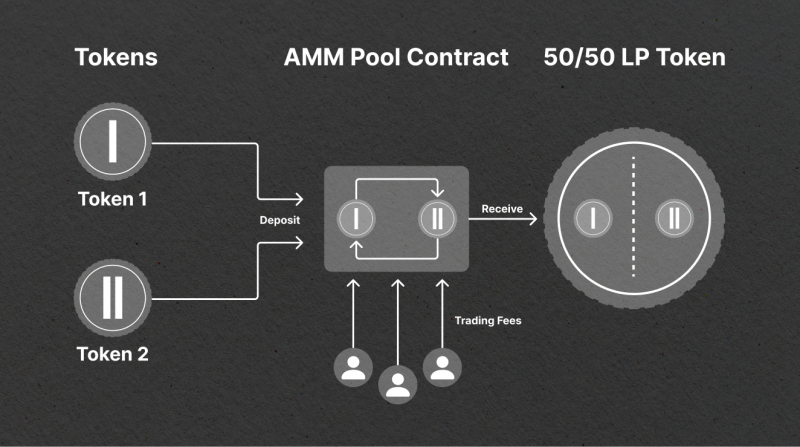 Tokens
AMM Pool Contract
50/50 LP Token
I
Token 1
Deposit
I
II
Receive
I
II
II
Token 2
Trading Fees